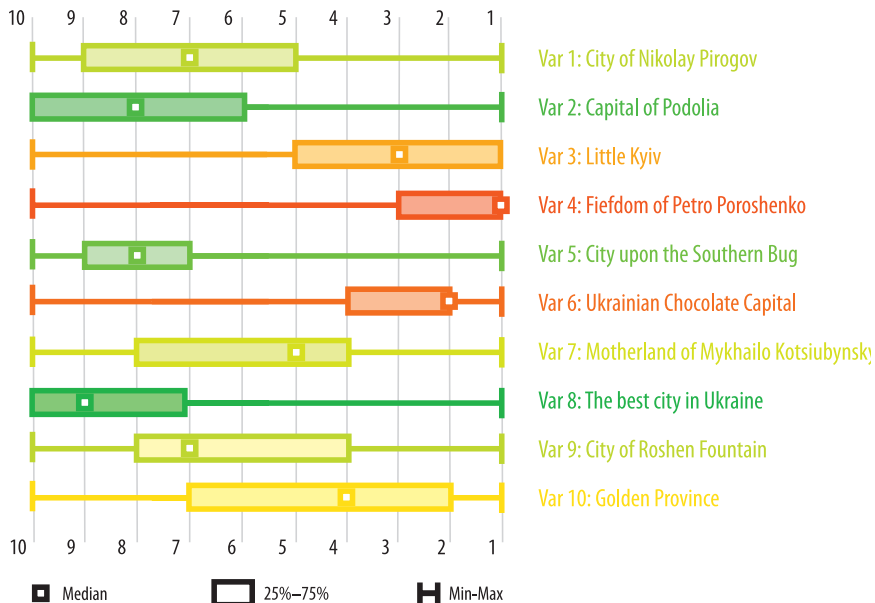 10 9 8 7 6 5 4 3 2 1
Var 1: City of Nikolay Pirogov
Var 2: Capital of Podolia
Var 3: Little Kyiv
Var 4: Fiefdom of Petro Poroshenko
Var 5: City upon the Southern Bug
Var 6: Ukrainian Chocolate Capital
Var 7: Motherland of Mykhailo Kotsiubynsky
Var 8: The best city in Ukraine
Var 9: City of Roshen Fountain
Var 10: Golden Province
10 9 8 7 6 5 4 3 2 1
Median 25%–75% Min-Max